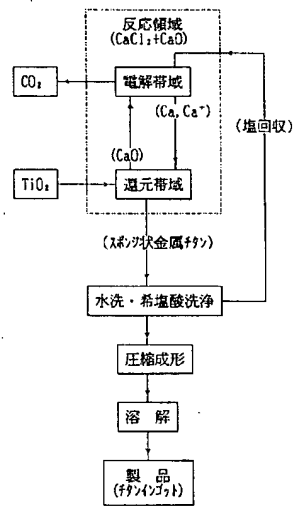 反応領域
(CaCl₂+CaO)
電解帯域
CO₂
(Ca, Ca⁺)
(塩回収)
(CaO)
TiO₂
還元帯域
(スポンジ状金属チタン)
水洗・希塩酸洗浄
圧縮成形
溶 解
製 品
(チタンインゴット)